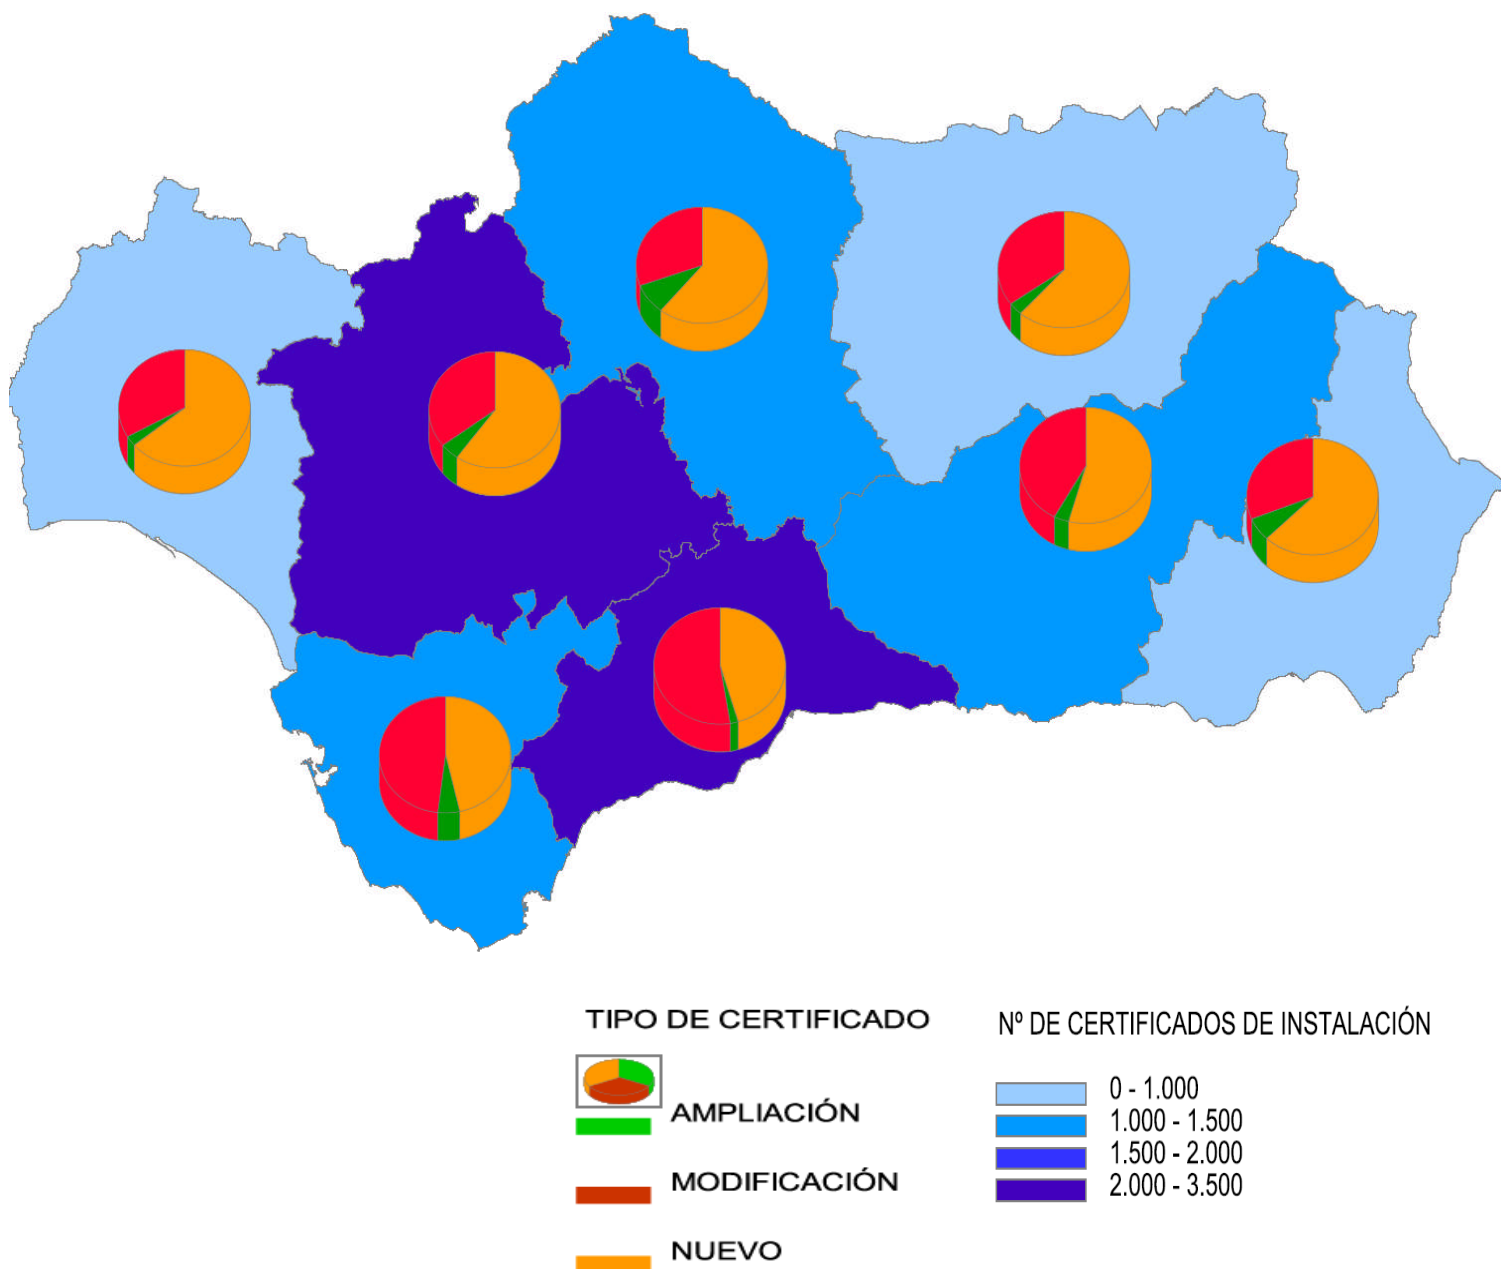 TIPO DE CERTIFICADO
AMPLIACIÓN
MODIFICACIÓN
NUEVO
Nº DE CERTIFICADOS DE INSTALACIÓN
0 - 1.000
1.000 - 1.500
1.500 - 2.000
2.000 - 3.500